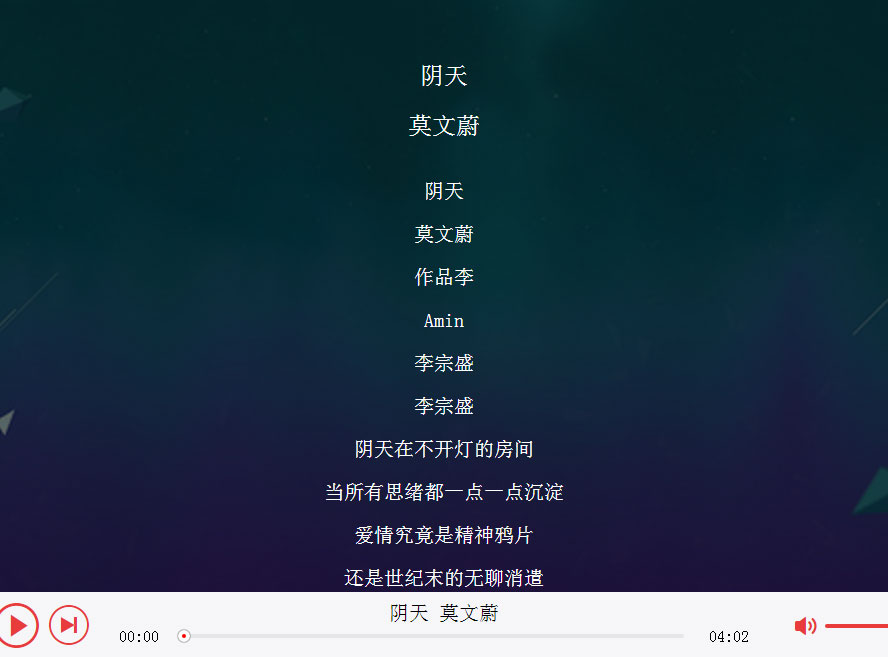 阴天
莫文蔚
阴天
莫文蔚
作品李
Amin
李宗盛
李宗盛
阴天在不开灯的房间
当所有思绪都一点一点沉淀
爱情究竟是精神鸦片
还是世纪末的无聊消遣
阴天 莫文蔚
00:00 04:02